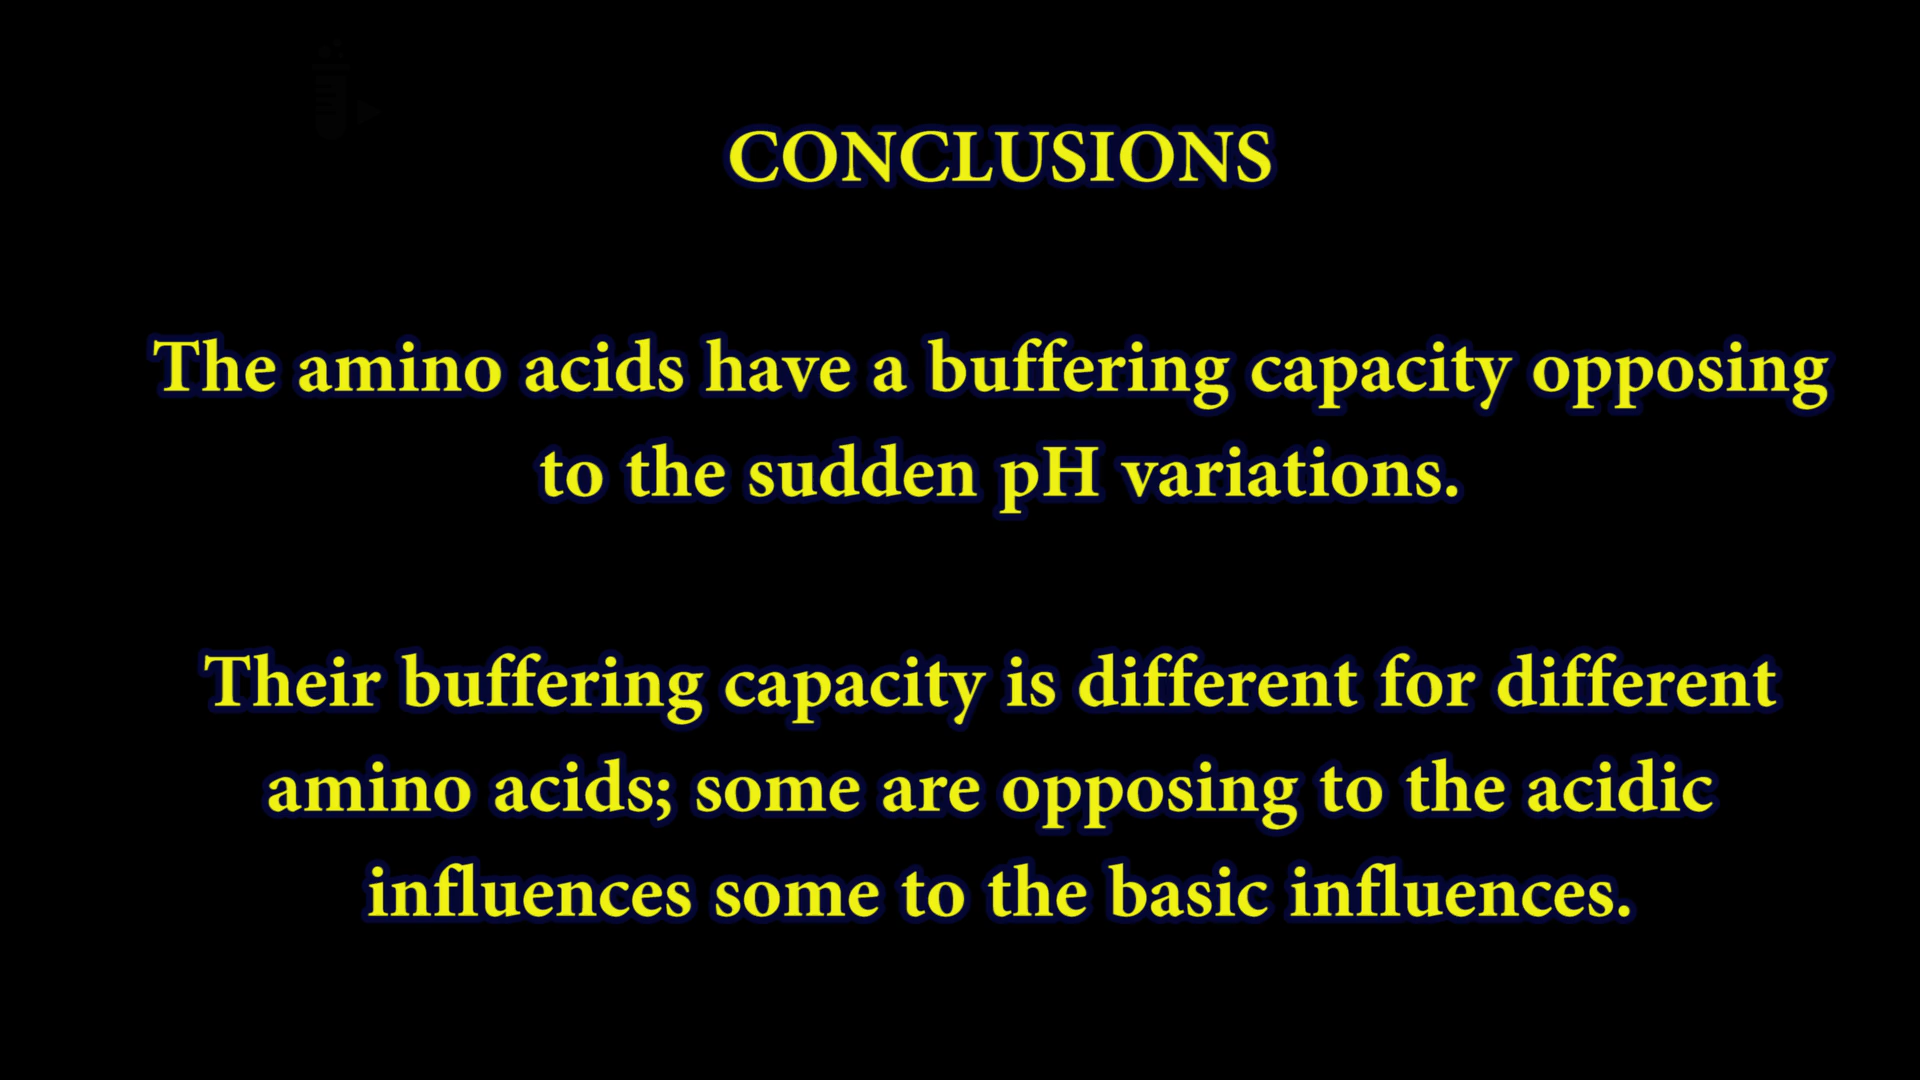 CONCLUSIONS
The amino acids have a buffering capacity opposing
to the sudden pH variations.
Their buffering capacity is different for different
amino acids; some are opposing to the acidic
influences some to the basic influences.